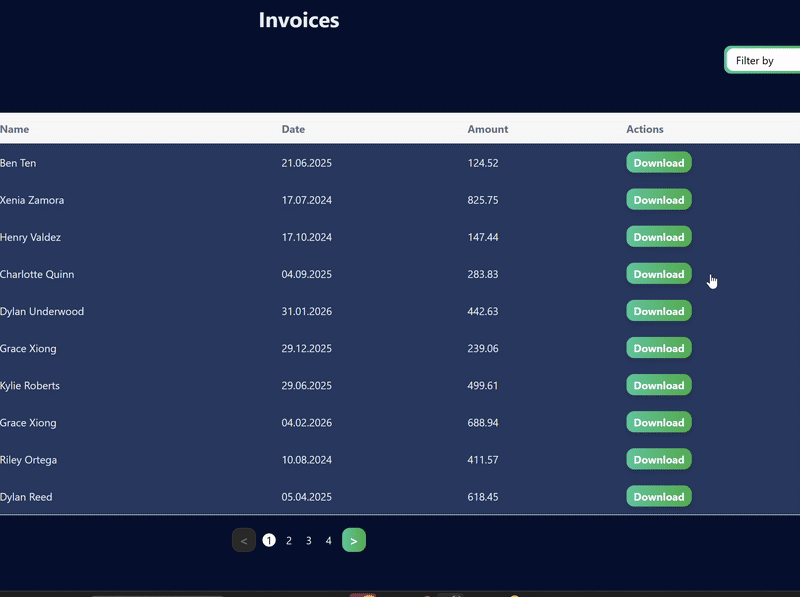 Invoices
Filter by
Name Date Amount Actions
Ben Ten 21.06.2025 124.52 Download
Xenia Zamora 17.07.2024 825.75 Download
Henry Valdez 17.10.2024 147.44 Download
Charlotte Quinn 04.09.2025 283.83 Download
Dylan Underwood 31.01.2026 442.63 Download
Grace Xiong 29.12.2025 239.06 Download
Kylie Roberts 29.06.2025 499.61 Download
Grace Xiong 04.02.2026 688.94 Download
Riley Ortega 10.08.2024 411.57 Download
Dylan Reed 05.04.2025 618.45 Download
< 1 2 3 4 >